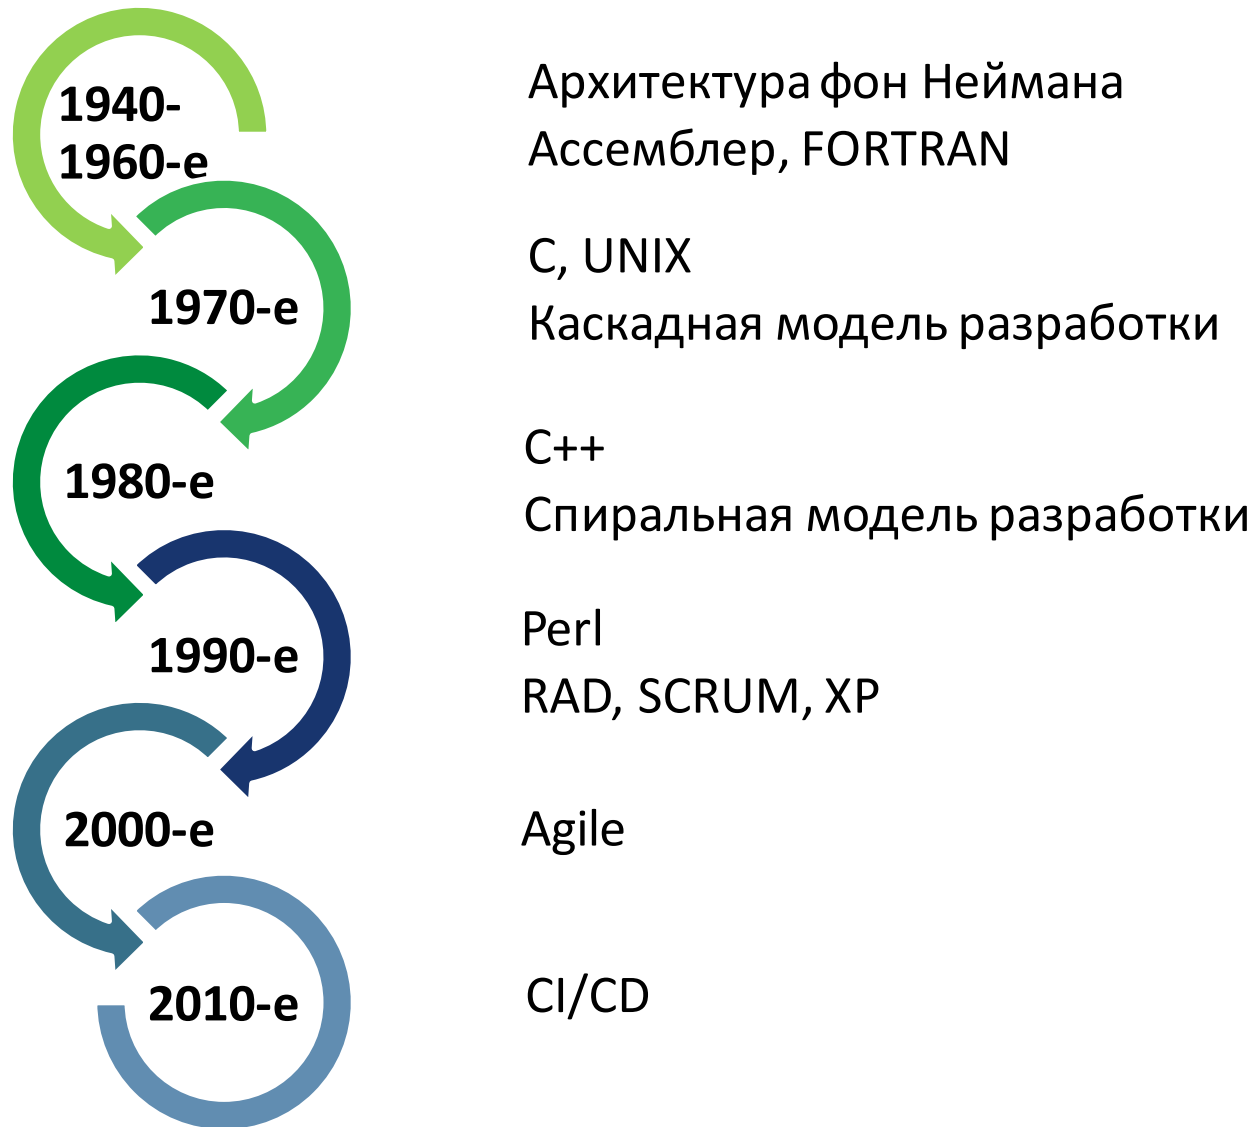 1940-
1960-е
Архитектура фон Неймана
Ассемблер, FORTRAN
1970-е
C, UNIX
Каскадная модель разработки
1980-е
C++
Спиральная модель разработки
1990-е
Perl
RAD, SCRUM, XP
2000-е
Agile
2010-е
CI/CD